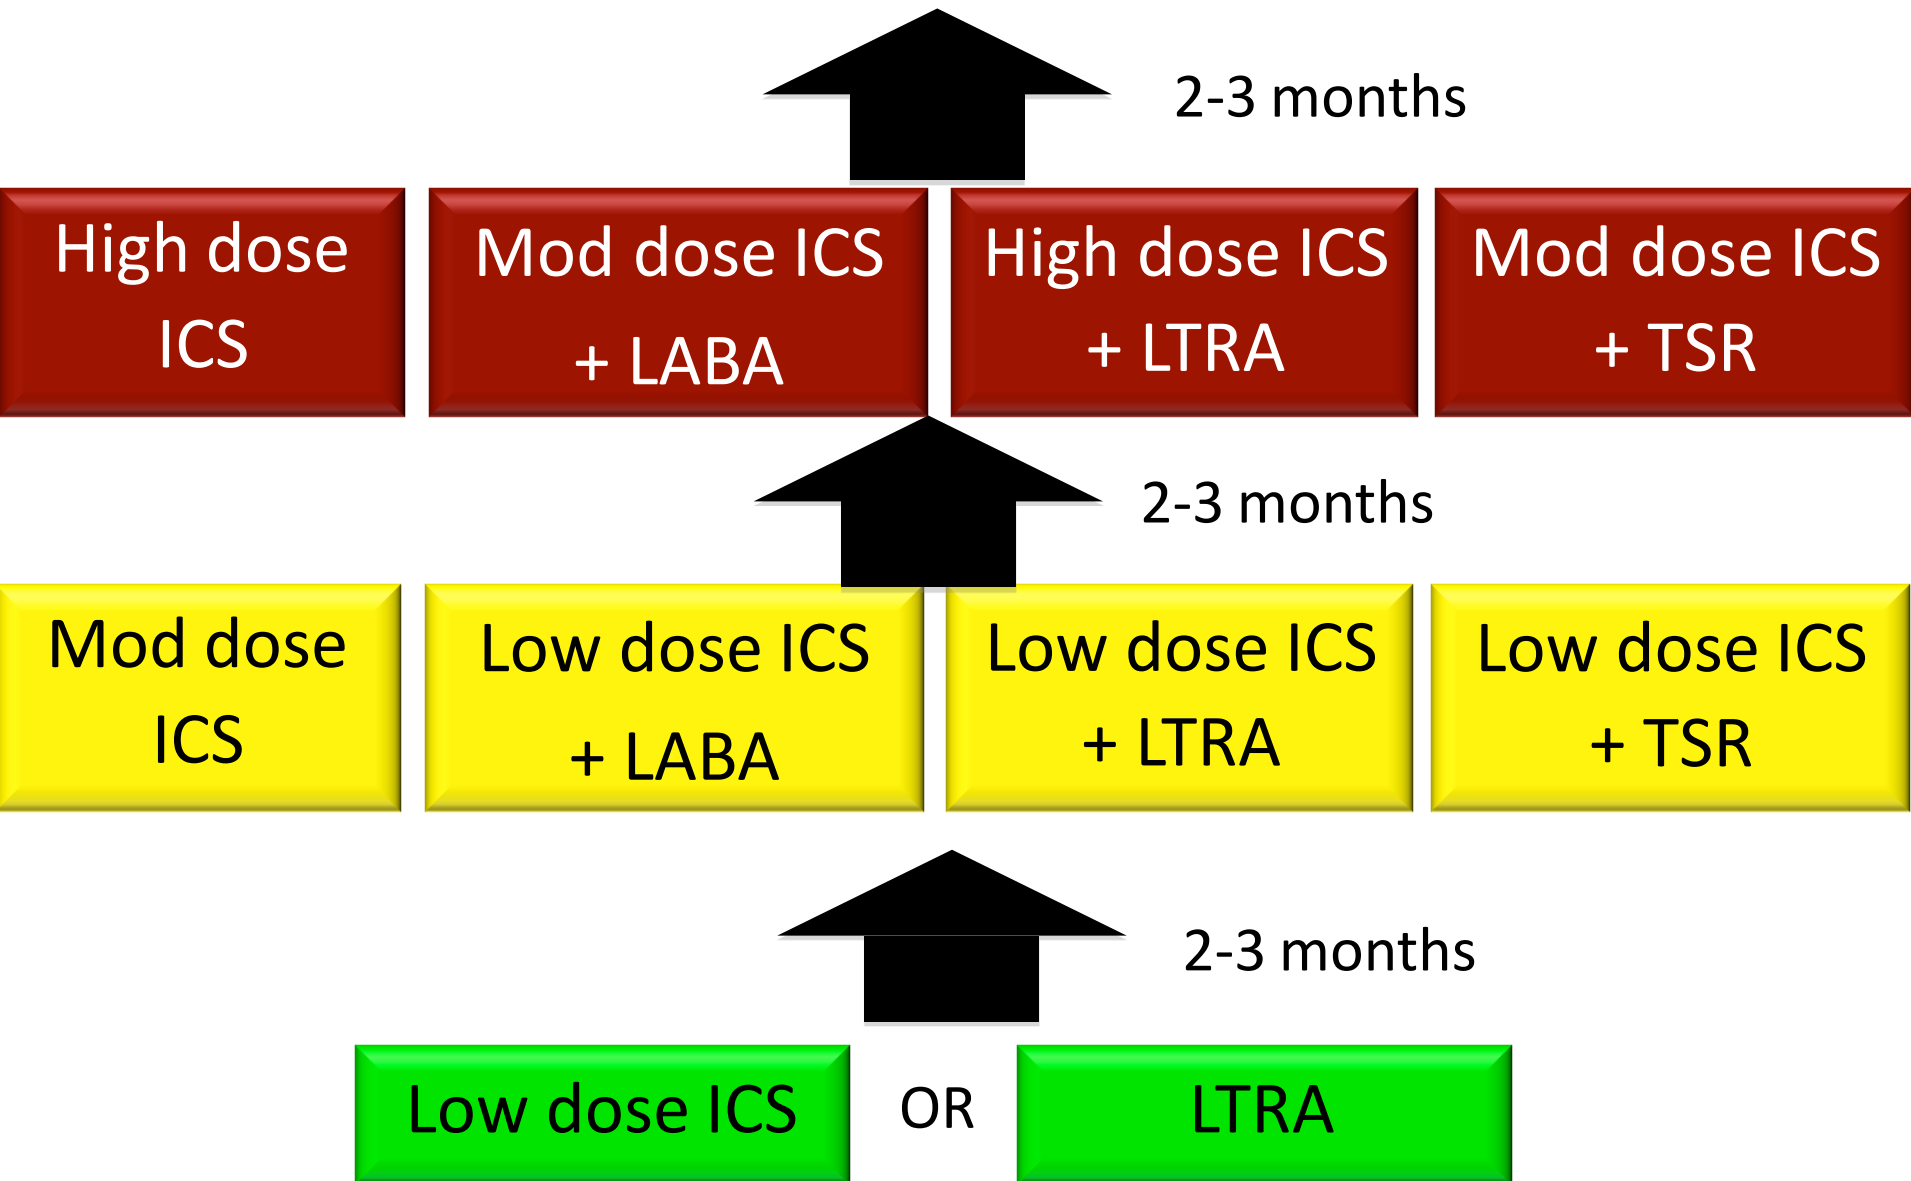 2-3 months
High dose
ICS
Mod dose ICS
+ LABA
High dose ICS
+ LTRA
Mod dose ICS
+ TSR
2-3 months
Mod dose
ICS
Low dose ICS
+ LABA
Low dose ICS
+ LTRA
Low dose ICS
+ TSR
2-3 months
Low dose ICS
OR
LTRA